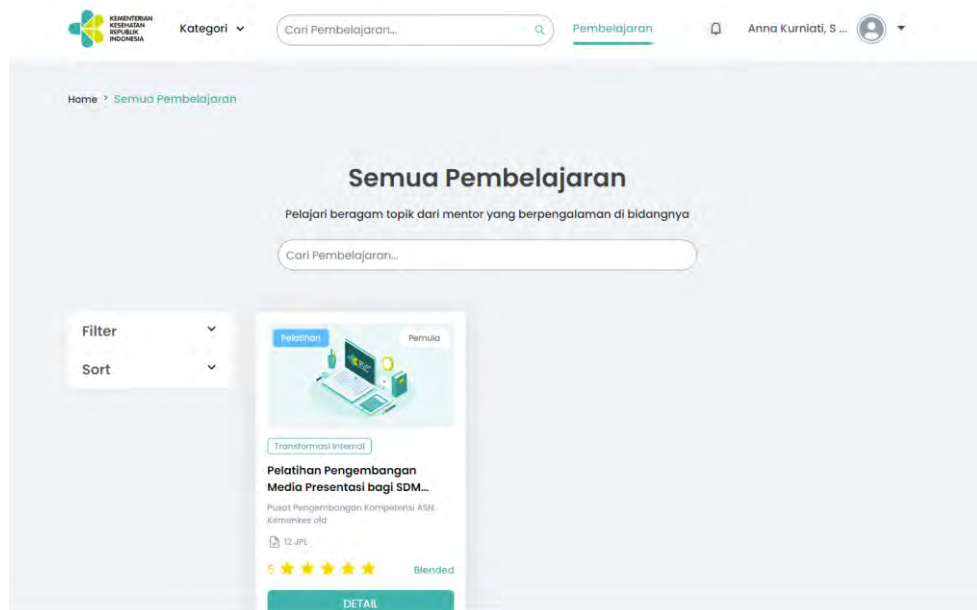 KEMENTERIAN
KESEHATAN
REPUBLIK
INDONESIA
Kategori
Cari Pembelajaran...
Pembelajaran
Anna Kurniati, S ...
Home > Semua Pembelajaran
Semua Pembelajaran
Pelajari beragam topik dari mentor yang berpengalaman di bidangnya
Cari Pembelajaran...
Filter
Sort
Pelatihan
Pemula
Transformasi Internal
Pelatihan Pengembangan
Media Presentasi bagi SDM...
Pusat Pengembangan Kompetensi ASN
Kemenkes old
12 JPL
5
Blended
DETAIL